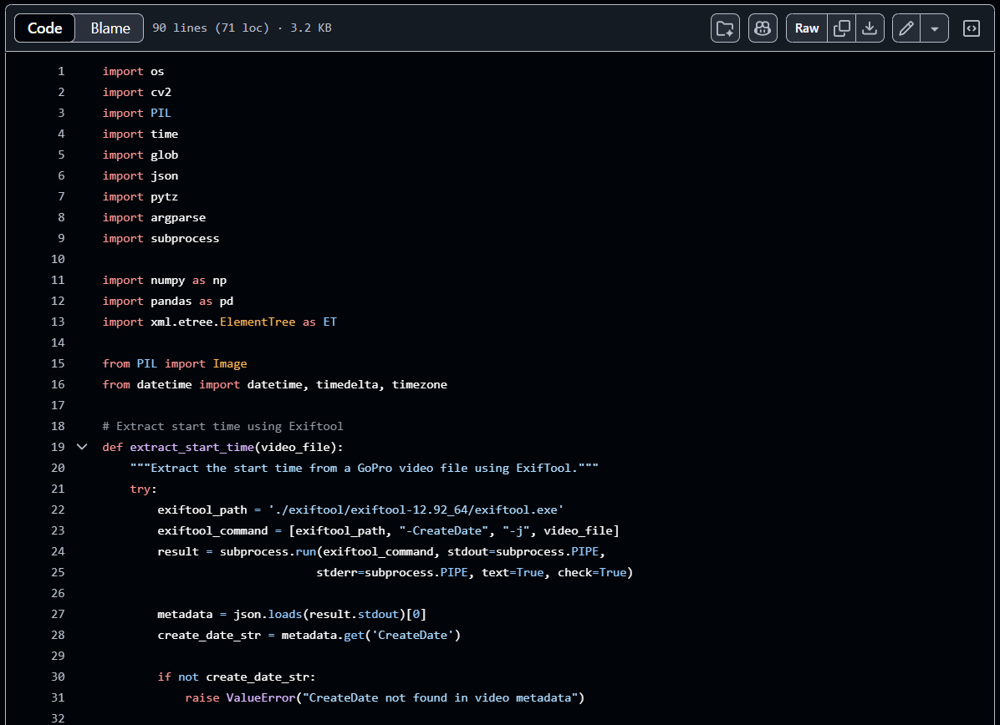 Code Blame 90 lines (71 loc) · 3.2 KB Raw
1 import os
2 import cv2
3 import PIL
4 import time
5 import glob
6 import json
7 import pytz
8 import argparse
9 import subprocess
10
11 import numpy as np
12 import pandas as pd
13 import xml.etree.ElementTree as ET
14
15 from PIL import Image
16 from datetime import datetime, timedelta, timezone
17
18 # Extract start time using Exiftool
19 def extract_start_time(video_file):
20     """Extract the start time from a GoPro video file using ExifTool."""
21     try:
22         exiftool_path = './exiftool/exiftool-12.92_64/exiftool.exe'
23         exiftool_command = [exiftool_path, "-CreateDate", "-j", video_file]
24         result = subprocess.run(exiftool_command, stdout=subprocess.PIPE,
25                                stderr=subprocess.PIPE, text=True, check=True)
26
27         metadata = json.loads(result.stdout)[0]
28         create_date_str = metadata.get('CreateDate')
29
30         if not create_date_str:
31             raise ValueError("CreateDate not found in video metadata")
32